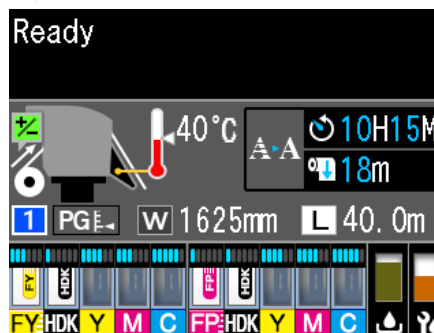 Ready
40°C
A▸A
10H15M
18m
1 PG W 1625mm L 40.0m
FY HDK FP HDK
FY HDK Y M C FP HDK Y M C